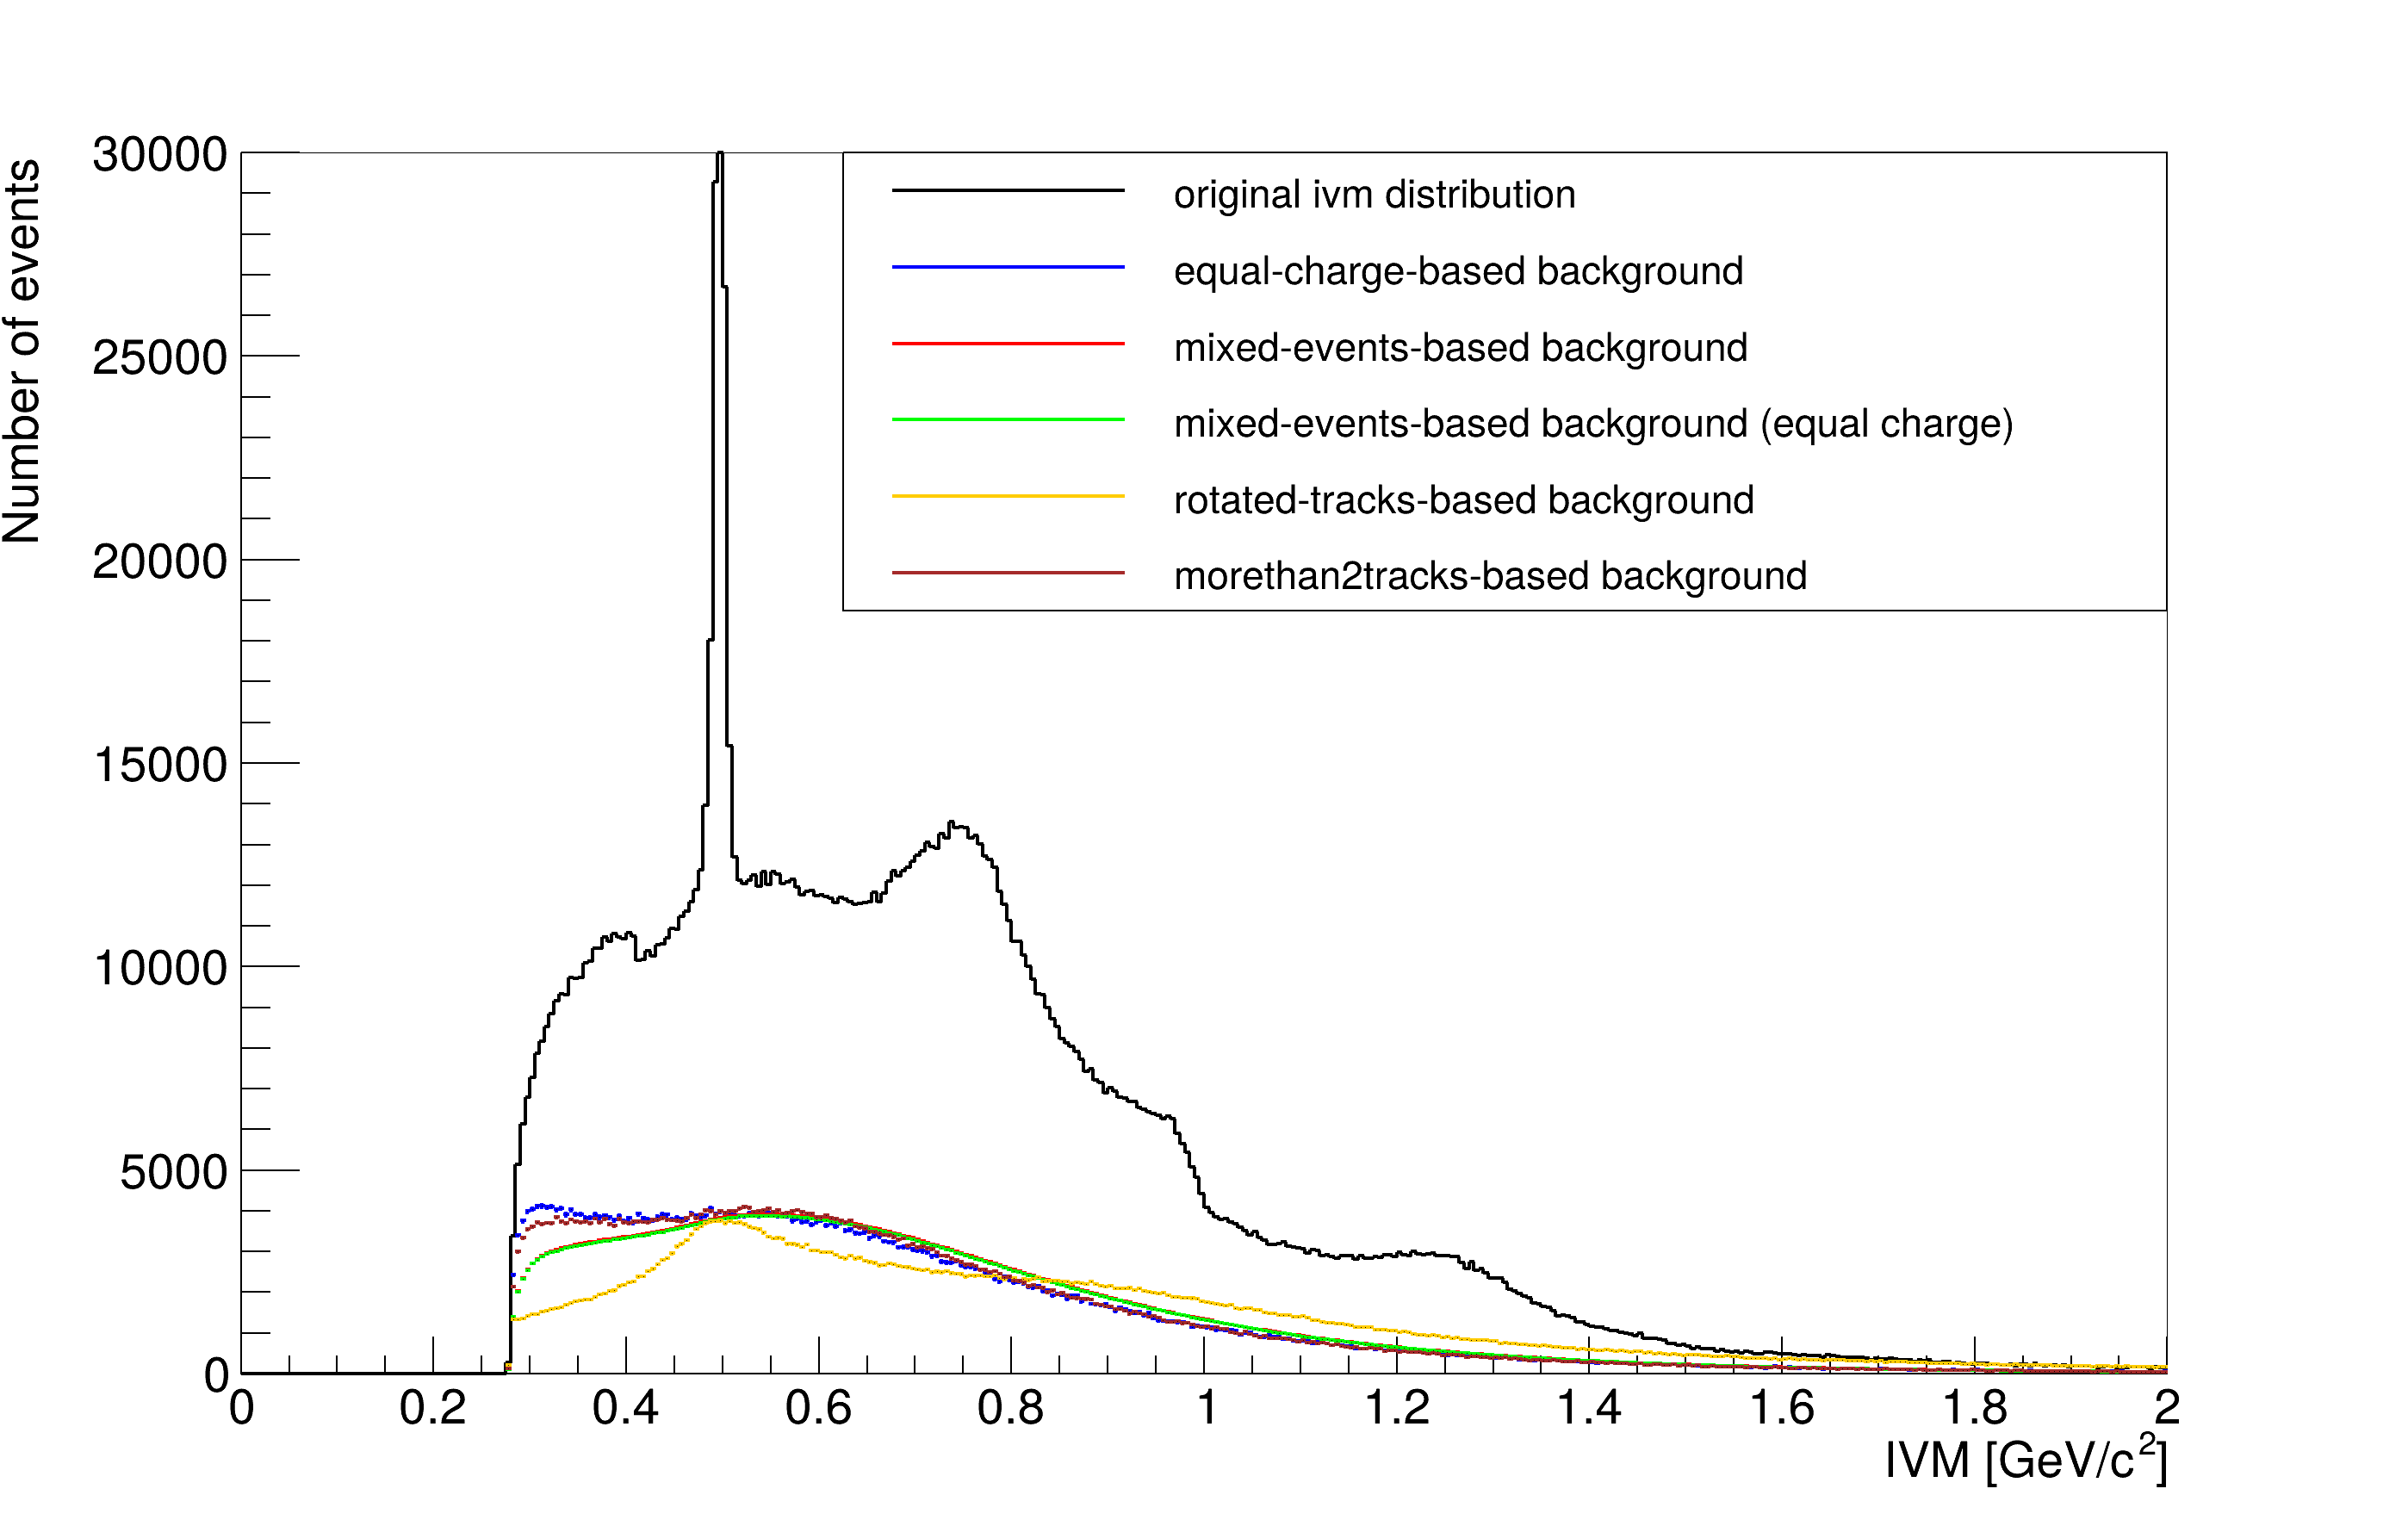 Number of events
30000
25000
20000
15000
10000
5000
0
original ivm distribution
equal-charge-based background
mixed-events-based background
mixed-events-based background (equal charge)
rotated-tracks-based background
morethan2tracks-based background
0 0.2 0.4 0.6 0.8 1 1.2 1.4 1.6 1.8 2
IVM [GeV/c²]